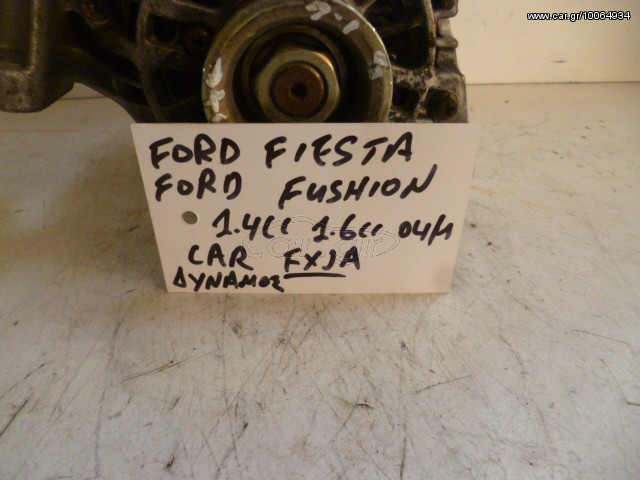 www.car.gr/10064934
FORD FIESTA
FORD FUSHION
1.4cc 1.6cc 04/1
CAR FXJA
ΔΥΝΑΜΟΣ